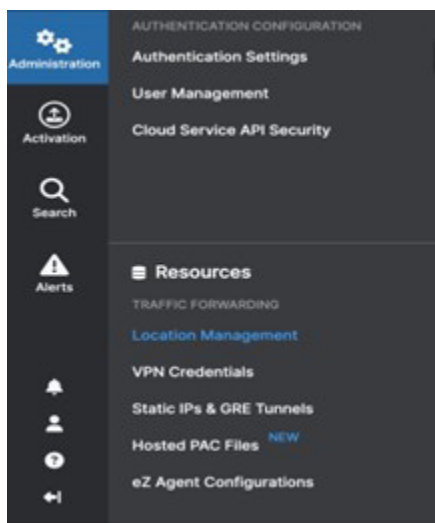 Administration
Activation
Search
Alerts
AUTHENTICATION CONFIGURATION
Authentication Settings
User Management
Cloud Service API Security
Resources
TRAFFIC FORWARDING
Location Management
VPN Credentials
Static IPs & GRE Tunnels
Hosted PAC Files NEW
eZ Agent Configurations